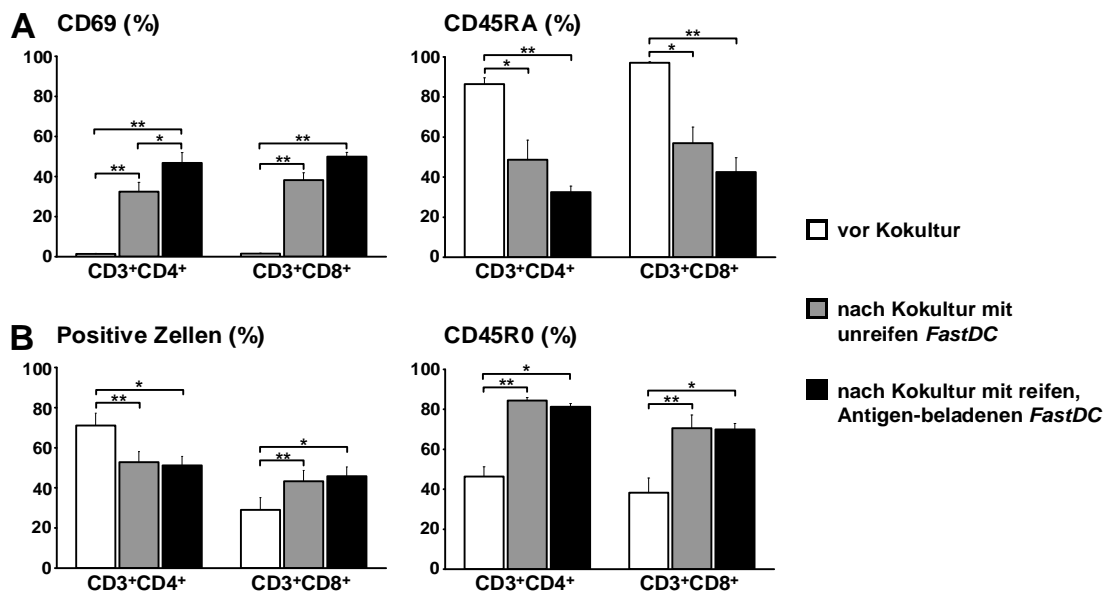 A CD69 (%)
CD45RA (%)
100
80
60
40
20
0
** * **
** **
CD3⁺CD4⁺
CD3⁺CD8⁺
100
80
60
40
20
0
** *
** *
CD3⁺CD4⁺
CD3⁺CD8⁺
vor Kokultur
nach Kokultur mit
unreifen FastDC
nach Kokultur mit reifen,
Antigen-beladenen FastDC
B Positive Zellen (%)
CD45R0 (%)
100
80
60
40
20
0
* **
* **
CD3⁺CD4⁺
CD3⁺CD8⁺
100
80
60
40
20
0
* **
* **
CD3⁺CD4⁺
CD3⁺CD8⁺